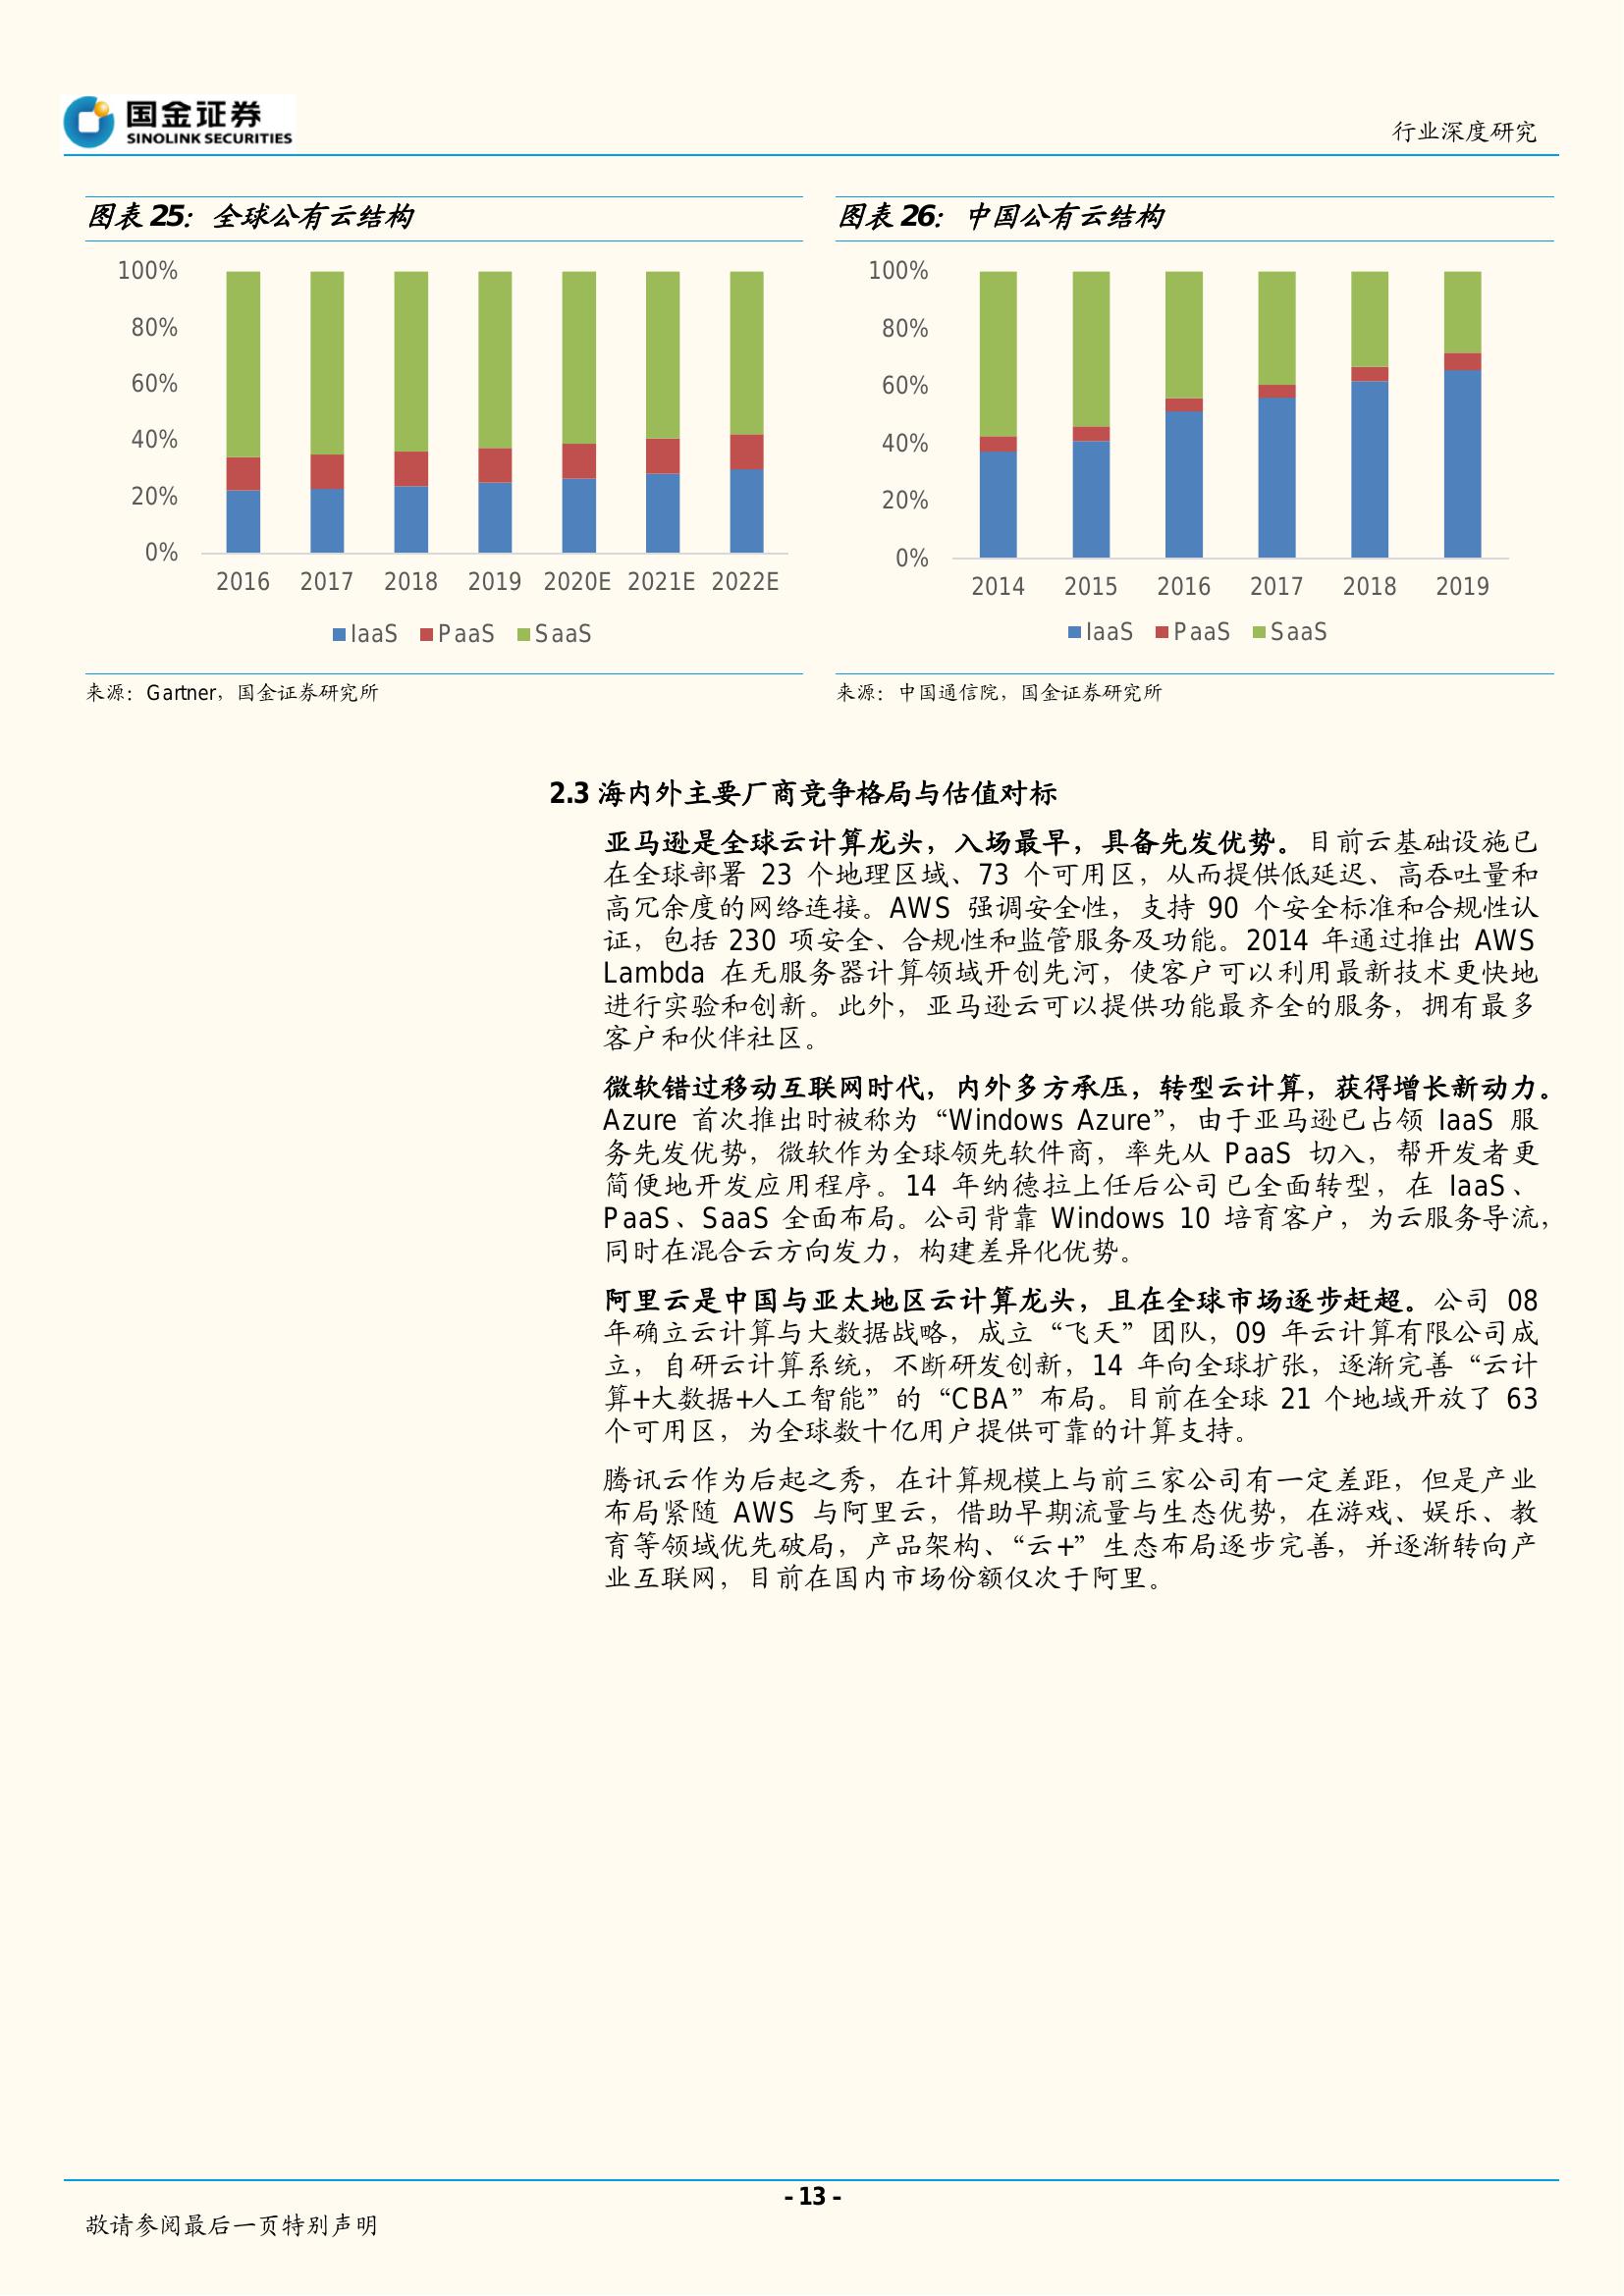 国金证券
SINOLINK SECURITIES
行业深度研究
图表 25：全球公有云结构
100%
80%
60%
40%
20%
0%
2016 2017 2018 2019 2020E 2021E 2022E
IaaS PaaS SaaS
来源：Gartner，国金证券研究所
图表 26：中国公有云结构
100%
80%
60%
40%
20%
0%
2014 2015 2016 2017 2018 2019
IaaS PaaS SaaS
来源：中国通信院，国金证券研究所
2.3 海内外主要厂商竞争格局与估值对标
亚马逊是全球云计算龙头，入场最早，具备先发优势。目前云基础设施已
在全球部署 23 个地理区域、73 个可用区，从而提供低延迟、高吞吐量和
高冗余度的网络连接。AWS 强调安全性，支持 90 个安全标准和合规性认
证，包括 230 项安全、合规性和监管服务及功能。2014 年通过推出 AWS
Lambda 在无服务器计算领域开创先河，使客户可以利用最新技术更快地
进行实验和创新。此外，亚马逊云可以提供功能最齐全的服务，拥有最多
客户和伙伴社区。
微软错过移动互联网时代，内外多方承压，转型云计算，获得增长新动力。
Azure 首次推出时被称为“Windows Azure”，由于亚马逊已占领 IaaS 服
务先发优势，微软作为全球领先软件商，率先从 PaaS 切入，帮开发者更
简便地开发应用程序。14 年纳德拉上任后公司已全面转型，在 IaaS、
PaaS、SaaS 全面布局。公司背靠 Windows 10 培育客户，为云服务导流，
同时在混合云方向发力，构建差异化优势。
阿里云是中国与亚太地区云计算龙头，且在全球市场逐步赶超。公司 08
年确立云计算与大数据战略，成立“飞天”团队，09 年云计算有限公司成
立，自研云计算系统，不断研发创新，14 年向全球扩张，逐渐完善“云计
算+大数据+人工智能”的“CBA”布局。目前在全球 21 个地域开放了 63
个可用区，为全球数十亿用户提供可靠的计算支持。
腾讯云作为后起之秀，在计算规模上与前三家公司有一定差距，但是产业
布局紧随 AWS 与阿里云，借助早期流量与生态优势，在游戏、娱乐、教
育等领域优先破局，产品架构、“云+”生态布局逐步完善，并逐渐转向产
业互联网，目前在国内市场份额仅次于阿里。
- 13 -
敬请参阅最后一页特别声明